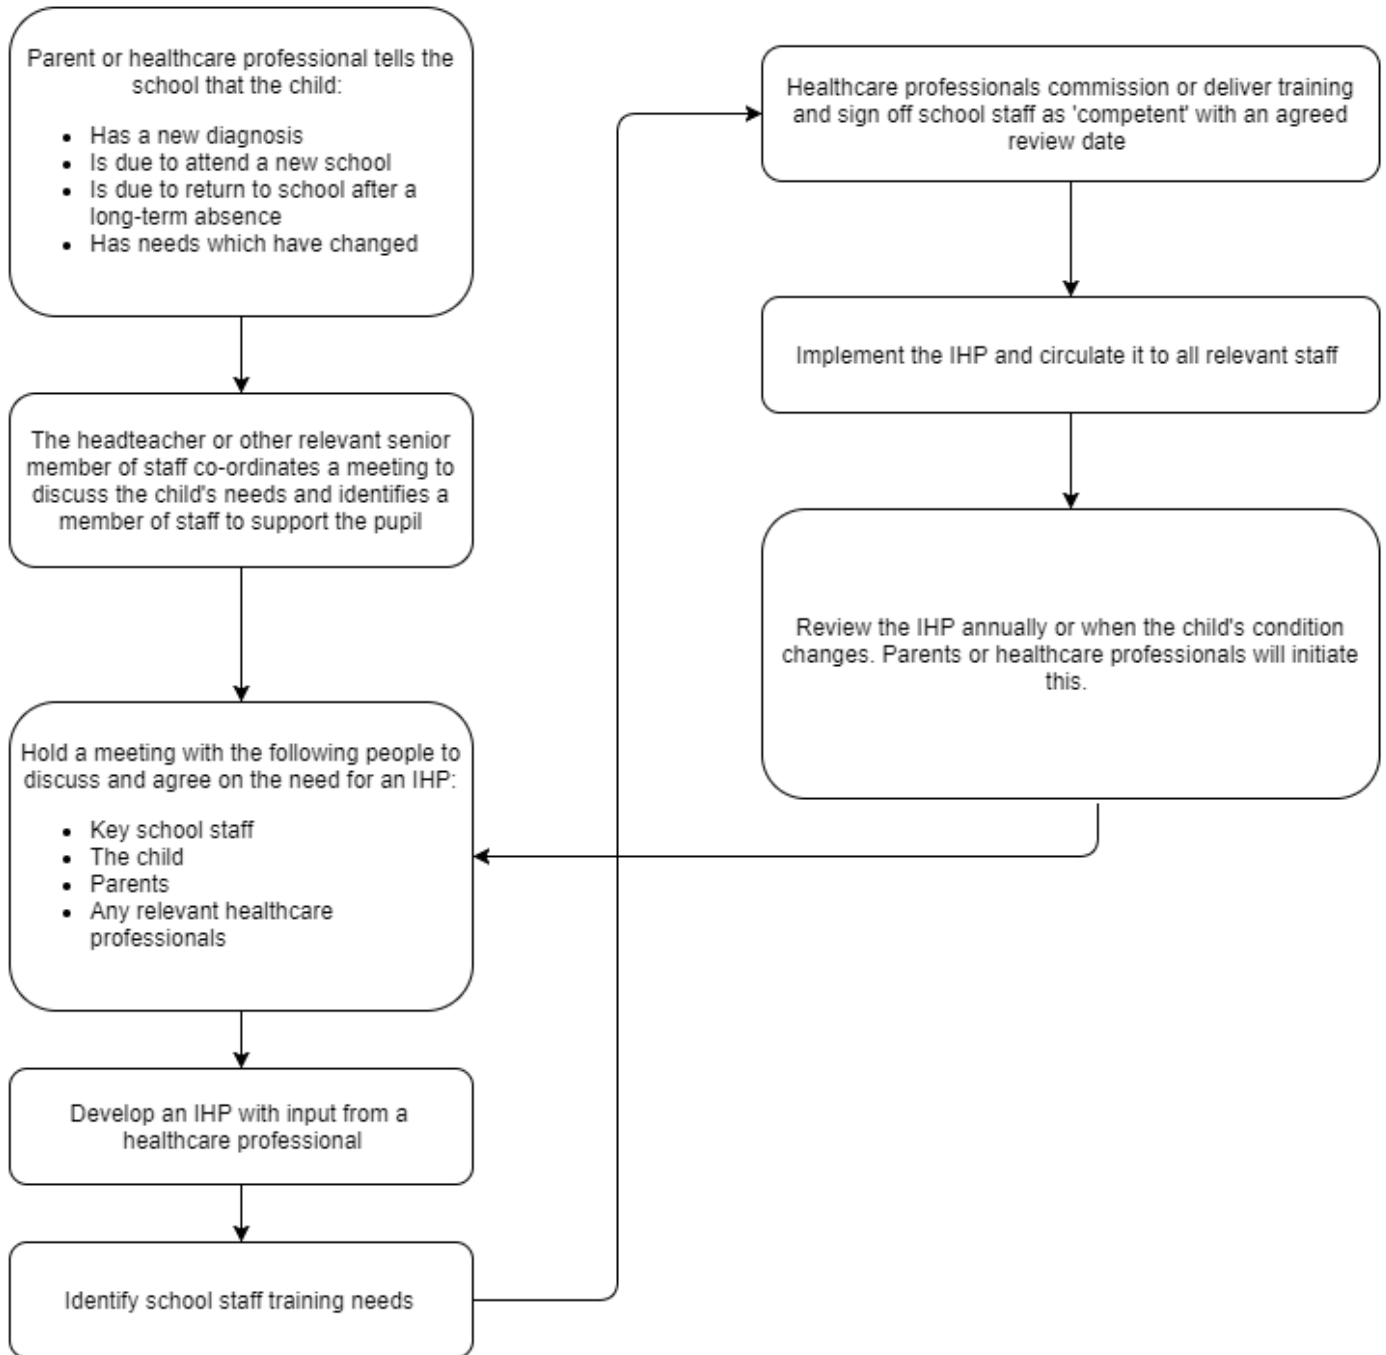 Parent or healthcare professional tells the
school that the child:
• Has a new diagnosis
• Is due to attend a new school
• Is due to return to school after a
long-term absence
• Has needs which have changed
The headteacher or other relevant senior
member of staff co-ordinates a meeting to
discuss the child's needs and identifies a
member of staff to support the pupil
Hold a meeting with the following people to
discuss and agree on the need for an IHP:
• Key school staff
• The child
• Parents
• Any relevant healthcare
professionals
Develop an IHP with input from a
healthcare professional
Identify school staff training needs
Healthcare professionals commission or deliver training
and sign off school staff as 'competent' with an agreed
review date
Implement the IHP and circulate it to all relevant staff
Review the IHP annually or when the child's condition
changes. Parents or healthcare professionals will initiate
this.